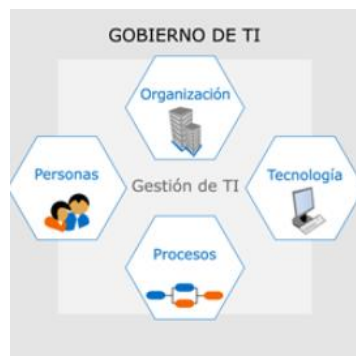 GOBIERNO DE TI
Organización
Personas
Gestión de TI
Tecnología
Procesos